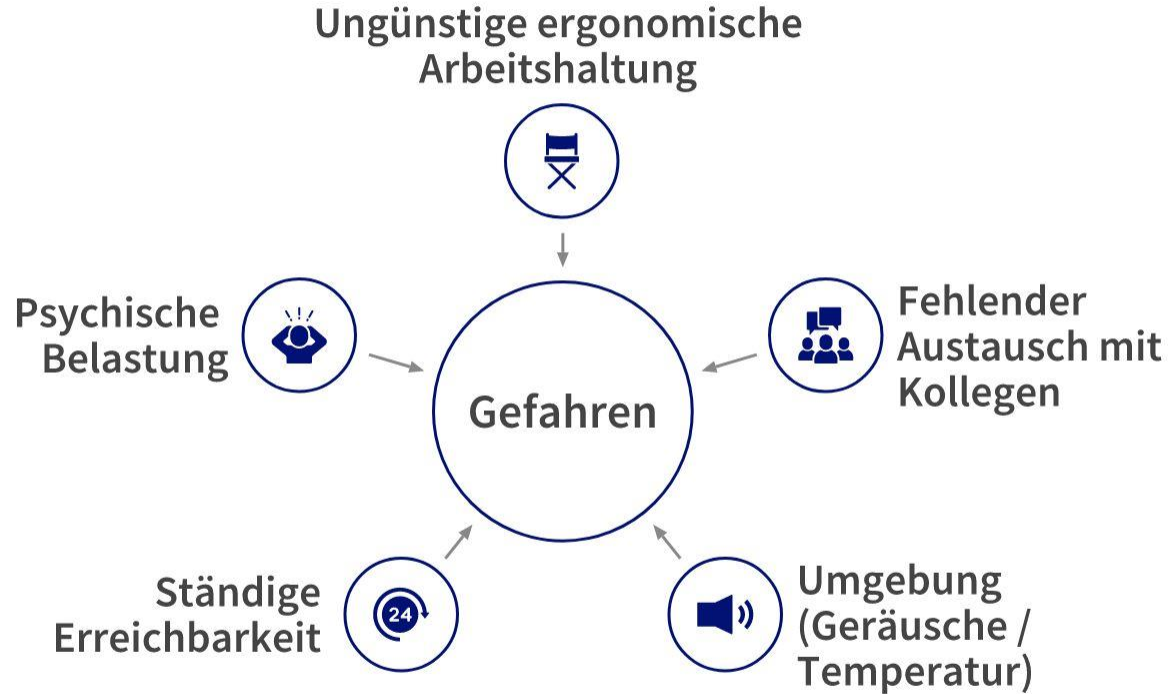 Ungünstige ergonomische
Arbeitshaltung
Psychische
Belastung
Fehlender
Austausch mit
Kollegen
Gefahren
Ständige
Erreichbarkeit
24
Umgebung
(Geräusche /
Temperatur)